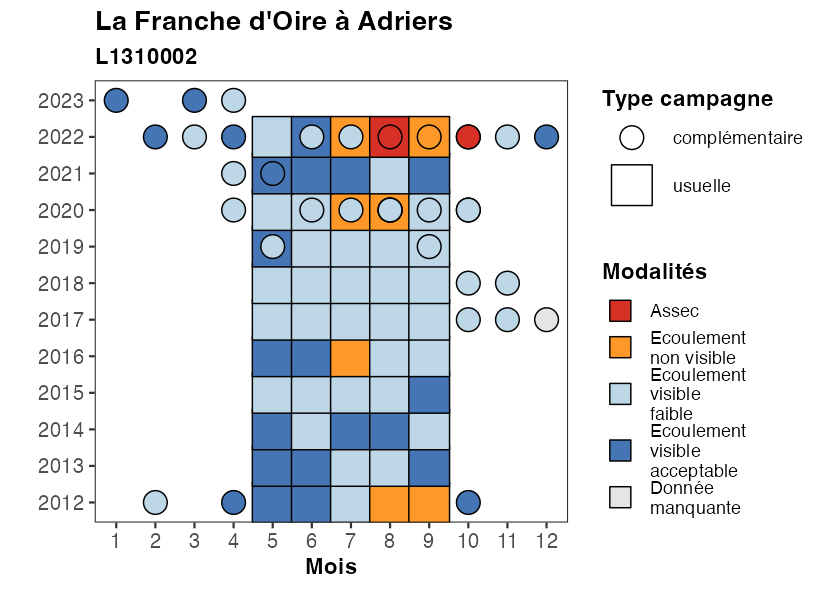 La Franche d'Oire à Adriers
L1310002
2023
2022
2021
2020
2019
2018
2017
2016
2015
2014
2013
2012
1 2 3 4 5 6 7 8 9 10 11 12
Mois
Type campagne
complémentaire
usuelle
Modalités
Assec
Ecoulement
non visible
Ecoulement
visible
faible
Ecoulement
visible
acceptable
Donnée
manquante